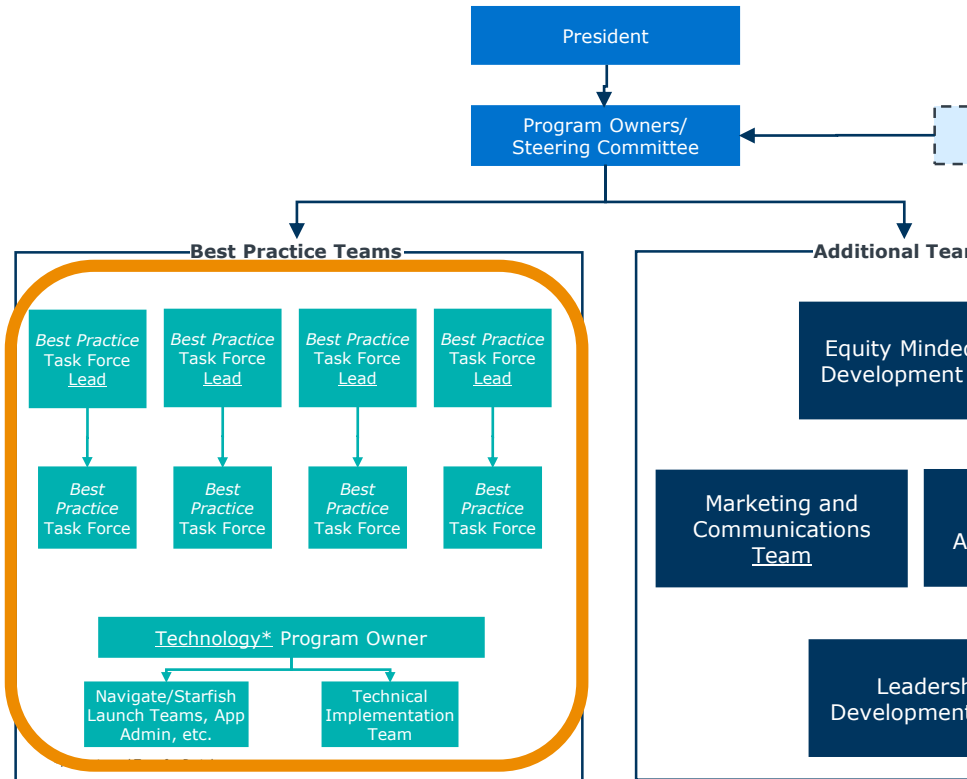 President
Program Owners/
Steering Committee
Best Practice Teams
Additional
Best Practice
Task Force
Lead
Best Practice
Task Force
Lead
Best Practice
Task Force
Lead
Best Practice
Task Force
Lead
Equity
Development
Best
Practice
Task Force
Best
Practice
Task Force
Best
Practice
Task Force
Best
Practice
Task Force
Marketing and
Communications
Team
Technology* Program Owner
Navigate/Starfish
Launch Teams, App
Admin, etc.
Technical
Implementation
Team
Development